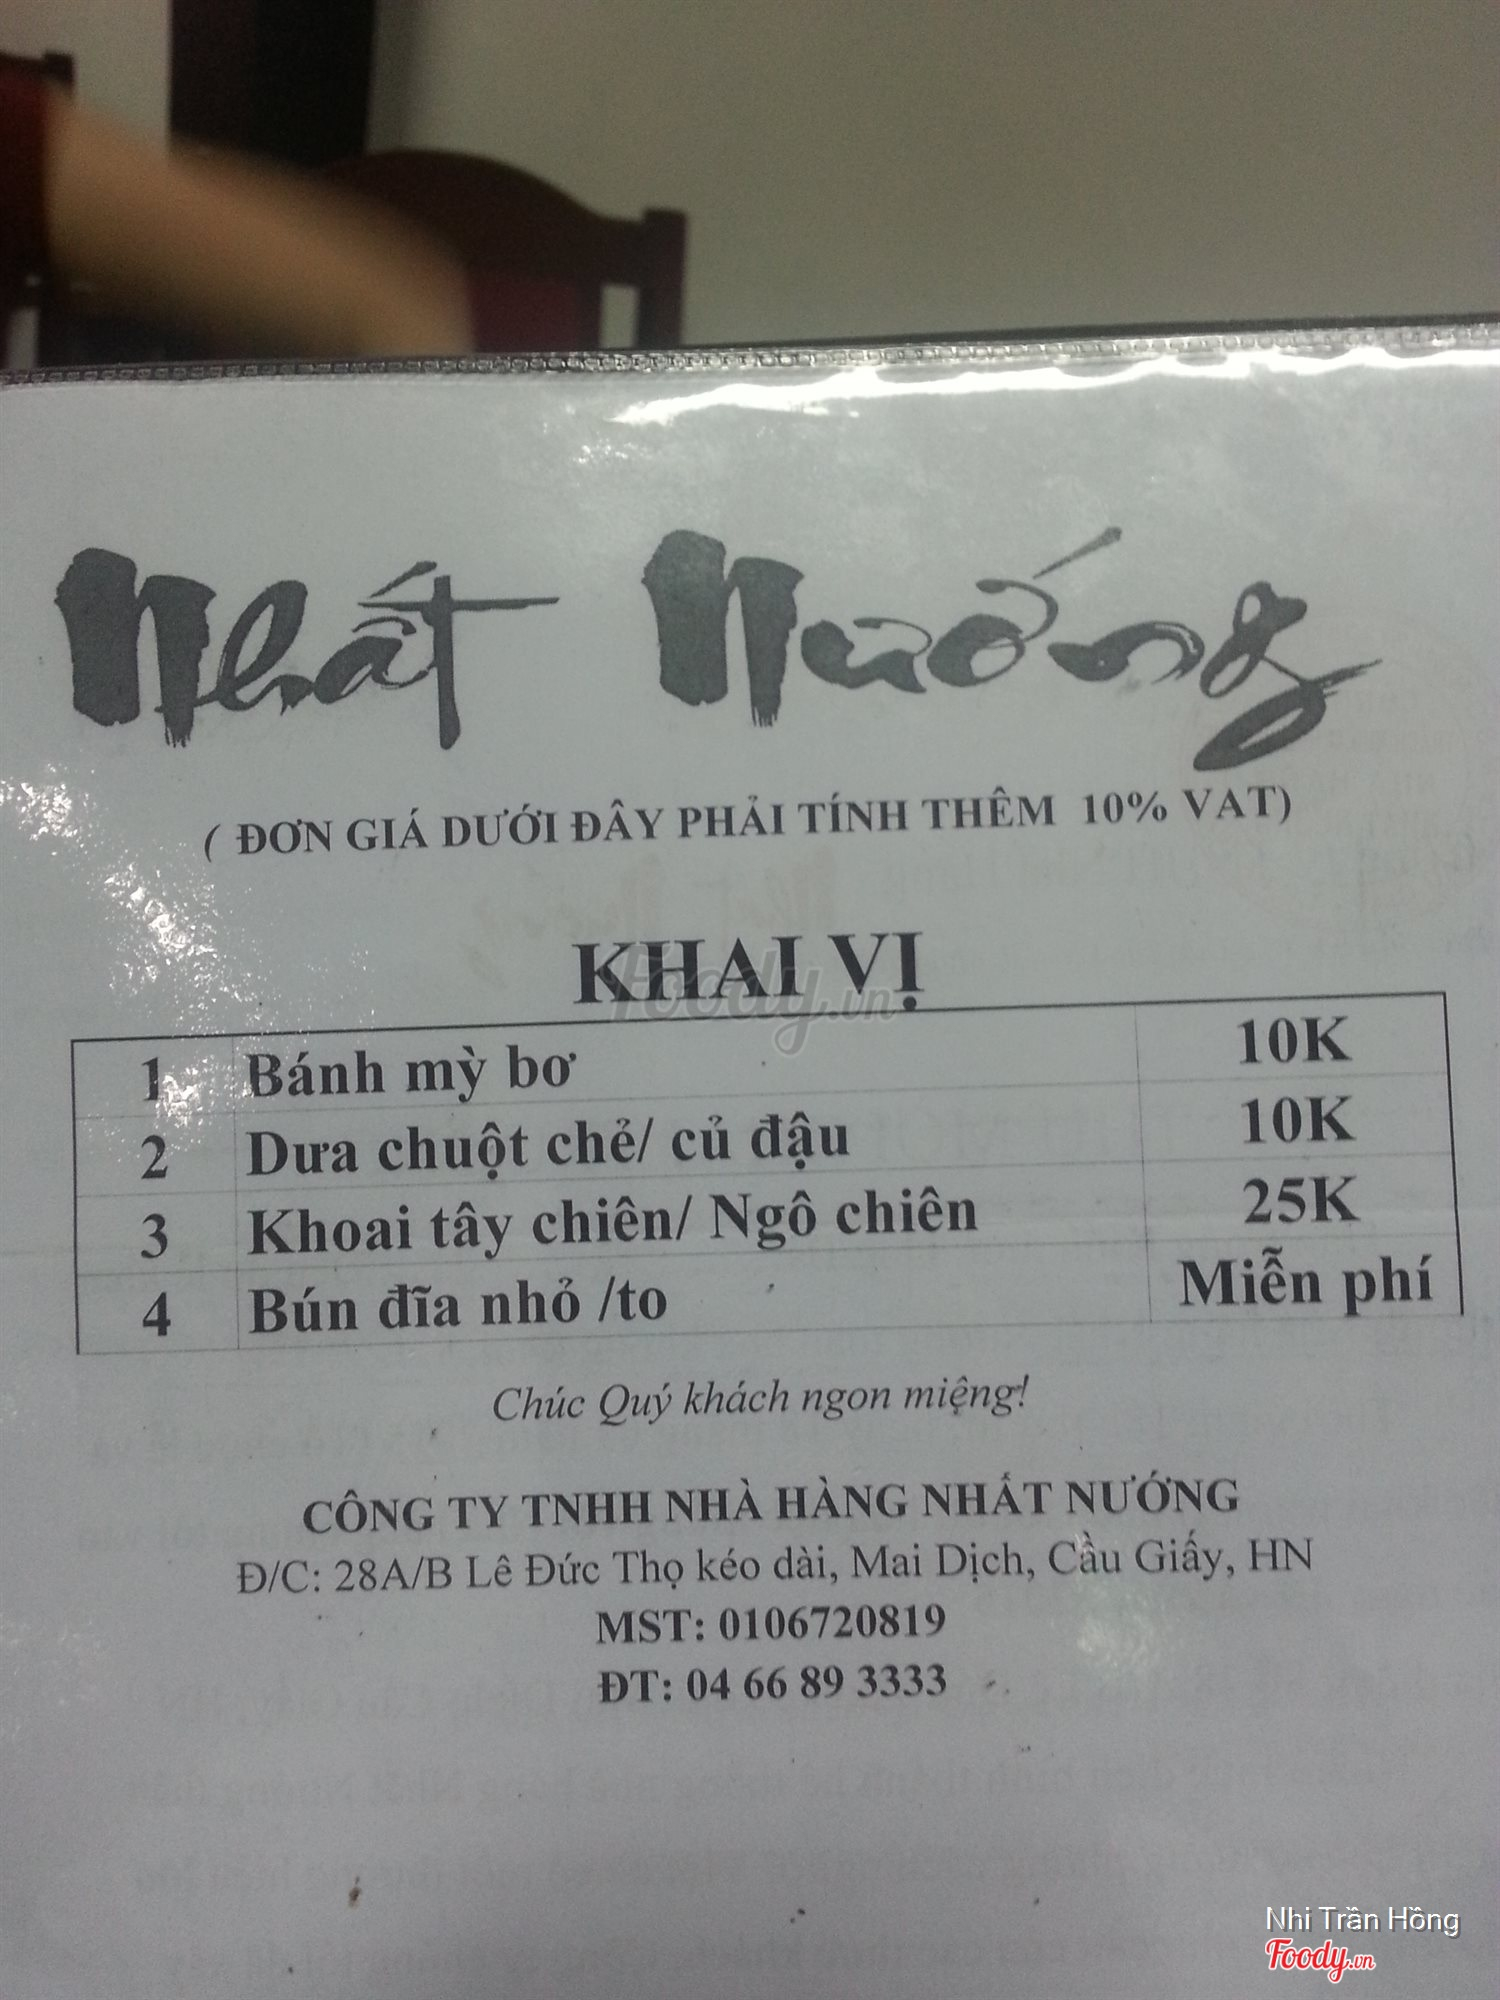 Nhất Nướng
( ĐƠN GIÁ DƯỚI ĐÂY PHẢI TÍNH THÊM 10% VAT)
KHAI VỊ
Foody.vn
1 Bánh mỳ bơ 10K
2 Dưa chuột chẻ/ củ đậu 10K
3 Khoai tây chiên/ Ngô chiên 25K
4 Bún đĩa nhỏ /to Miễn phí
Chúc Quý khách ngon miệng!
CÔNG TY TNHH NHÀ HÀNG NHẤT NƯỚNG
Đ/C: 28A/B Lê Đức Thọ kéo dài, Mai Dịch, Cầu Giấy, HN
MST: 0106720819
ĐT: 04 66 89 3333
Nhi Trần Hồng
Foody.vn